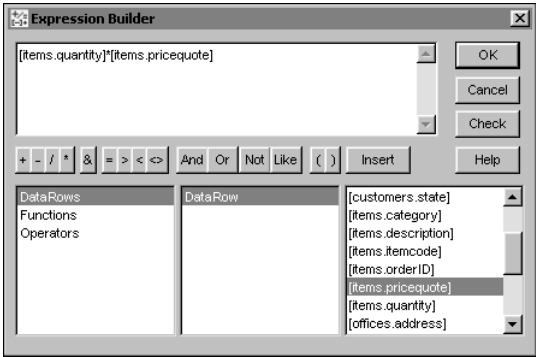 Expression Builder
[items.quantity]*[items.pricequote]
OK
Cancel
Check
+ - / * & = > < <> And Or Not Like ( ) Insert Help
DataRows
Functions
Operators
DataRow
[customers.state]
[items.category]
[items.description]
[items.itemcode]
[items.orderID]
[items.pricequote]
[items.quantity]
[offices.address]